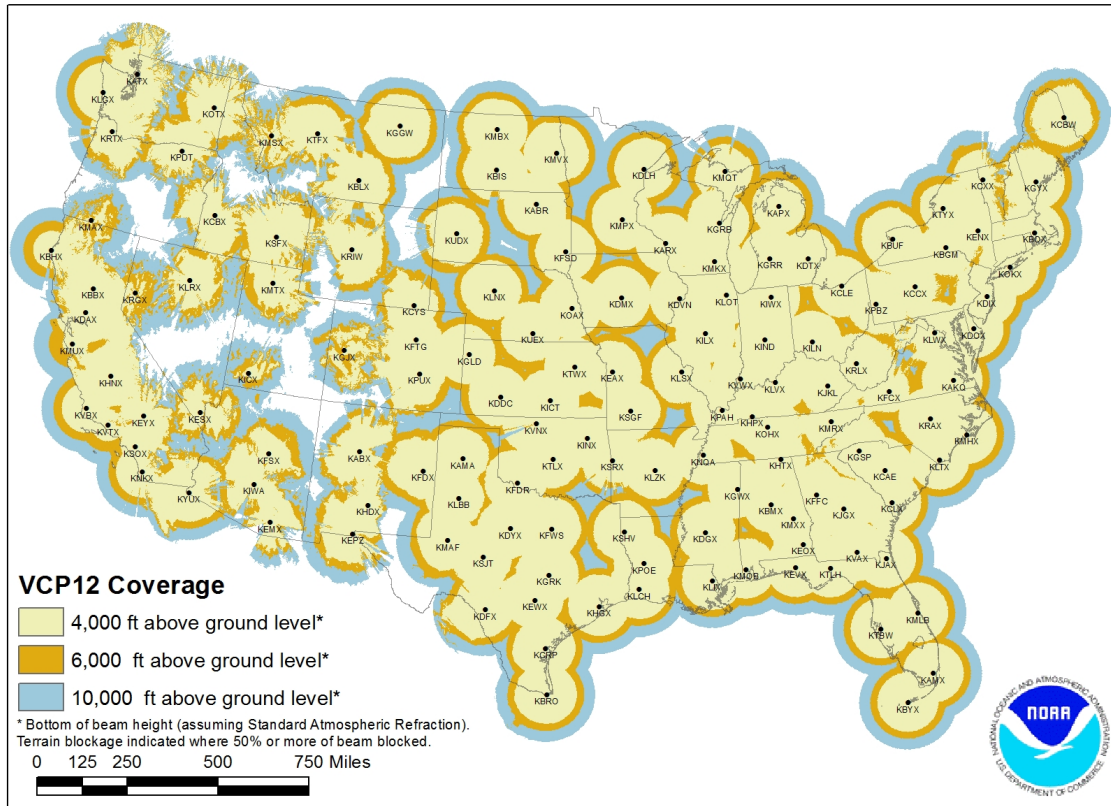 KATX
KLGX
KOTX
KRTX
KPDT
KMSX
KTFX
KGGW
KMBX
KMVX
KBIS
KDLH
KMQT
KCBW
KBLX
KABR
KMPX
KAPX
KCXX
KGYX
KMAX
KCBX
KTYX
KBHX
KSFX
KRIW
KUDX
KFSD
KARX
KGRB
KBUF
KENX
KBOX
KBGM
KLRX
KMTX
KMKX
KGRR
KDTX
KOKX
KBBX
KRGX
KLNX
KDMX
KDVN
KLOT
KIWX
KCLE
KCCX
KDIX
KDAX
KCYS
KOAX
KPBZ
KMUX
KGJX
KFTG
KUEX
KILX
KIND
KILN
KLWX
KDOX
KHNX
KICX
KPUX
KGLD
KTWX
KEAX
KLSX
KVWX
KLVX
KJKL
KRLX
KFCX
KAKQ
KVBX
KVTX
KEYX
KESX
KDDC
KICT
KSGF
KPAH
KHPX
KOHX
KMRX
KRAX
KMHX
KSOX
KFSX
KABX
KVNX
KINX
KNKX
KYUX
KIWA
KFDX
KAMA
KTLX
KSRX
KLZK
KNQA
KHTX
KGSP
KCAE
KLTX
KEMX
KHDX
KEPZ
KLBB
KFDR
KGWX
KBMX
KFFC
KJGX
KCLX
KMXX
KMAF
KDYX
KFWS
KSHV
KDGX
KEOX
KVAX
KJAX
KSJT
KGRK
KPOE
KLCH
KLIX
KMOB
KEVX
KTLH
KDFX
KEWX
KHGX
KMLB
KTBW
KCRP
KBRO
KAMX
KBYX
VCP12 Coverage
4,000 ft above ground level*
6,000 ft above ground level*
10,000 ft above ground level*
* Bottom of beam height (assuming Standard Atmospheric Refraction).
Terrain blockage indicated where 50% or more of beam blocked.
0 125 250 500 750 Miles
NATIONAL OCEANIC AND ATMOSPHERIC ADMINISTRATION
NOAA
U.S. DEPARTMENT OF COMMERCE